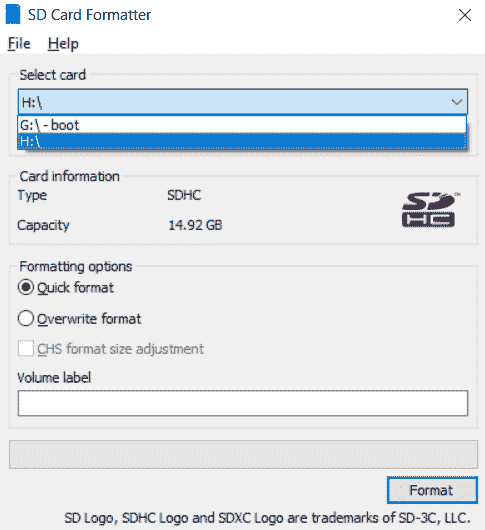 SD Card Formatter
File Help
Select card
H:\
G:\ - boot
H:\
Card information
Type SDHC
Capacity 14.92 GB
SD
HC
Formatting options
Quick format
Overwrite format
CHS format size adjustment
Volume label
Format
SD Logo, SDHC Logo and SDXC Logo are trademarks of SD-3C, LLC.